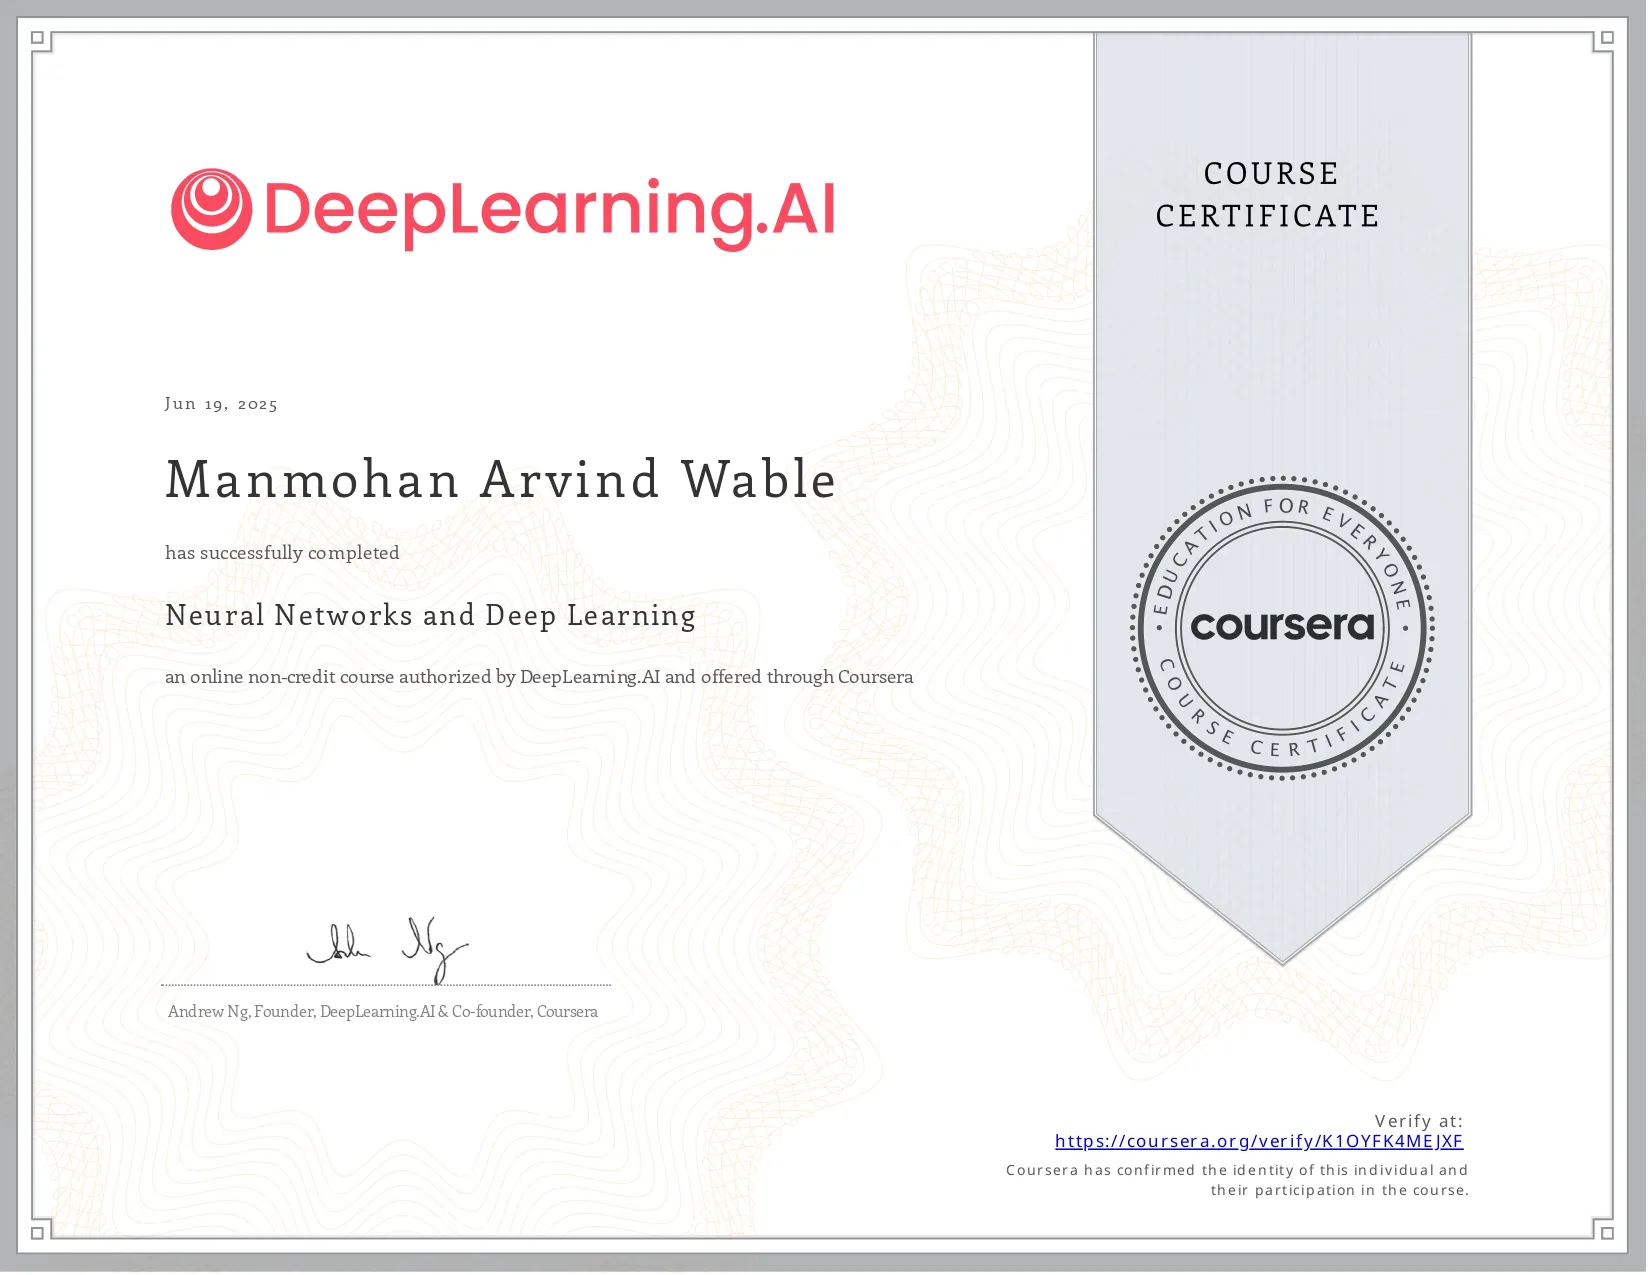 DeepLearning.AI
COURSE
CERTIFICATE
Jun 19, 2025
Manmohan Arvind Wable
has successfully completed
Neural Networks and Deep Learning
an online non-credit course authorized by DeepLearning.AI and offered through Coursera
EDUCATION FOR EVERYONE
coursera
COURSE CERTIFICATE
Andrew Ng, Founder, DeepLearning.AI & Co-founder, Coursera
Verify at:
https://coursera.org/verify/K1OYFK4MEJXF
Coursera has confirmed the identity of this individual and
their participation in the course.